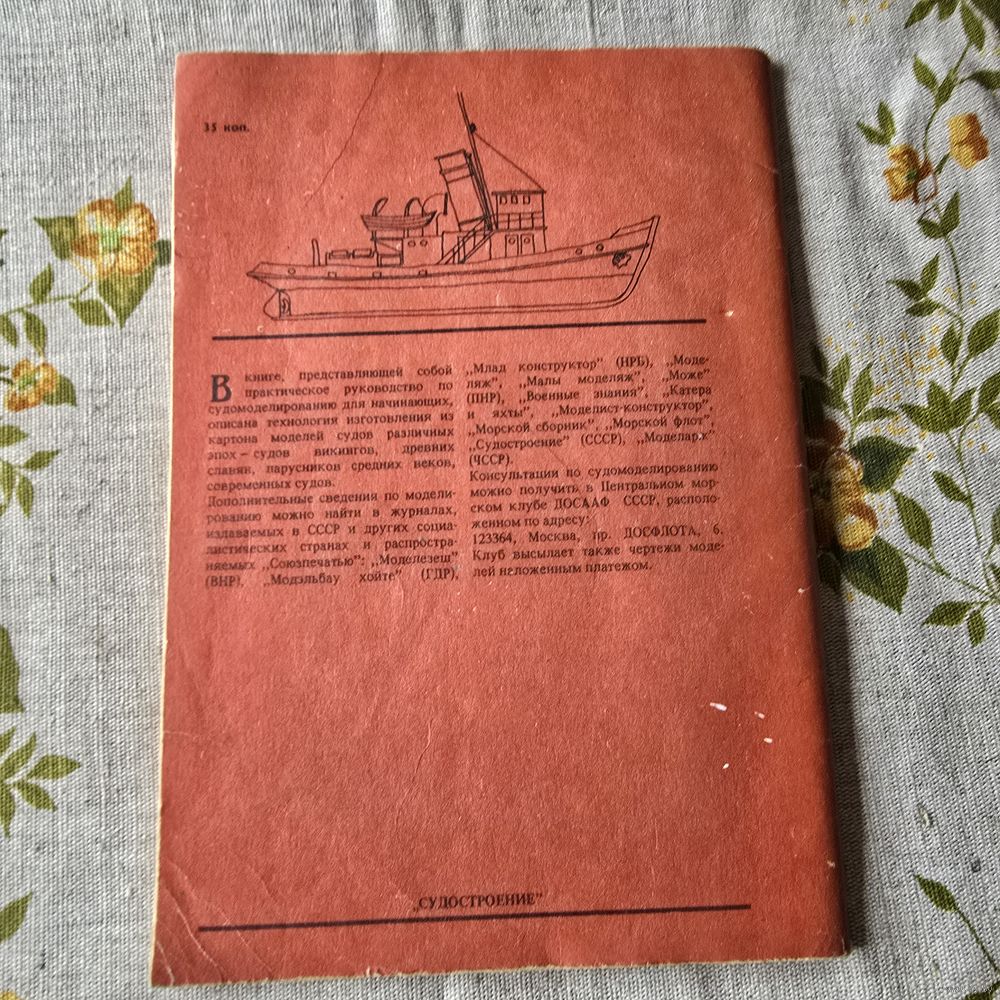 35 коп.
В книге, представляющей собой
практическое руководство по
судомоделированию для начинающих,
описана технология изготовления из
картона моделей судов различных
эпох – судов викингов, древних
славян, парусников средних веков,
современных судов.
Дополнительные сведения по модели-
рованию можно найти в журналах,
издаваемых в СССР и других социа-
листических странах и распростра-
няемых „Союзпечатью”: „Моделезеш”
(ВНР), „Модэльбау хойте” (ГДР),
„Млад конструктор” (НРБ), „Моде-
ляж”, „Малы моделяж”, „Може”
(ПНР), „Военные знания”, „Катера
и яхты”, „Моделист-конструктор”,
„Морской сборник”, „Морской флот”,
„Судостроение” (СССР), „Моделарж”
(ЧССР).
Консультации по судомоделированию
можно получить в Центральном мор-
ском клубе ДОСААФ СССР, располо-
женном по адресу:
123364, Москва, пр. ДОСФЛОТА, 6.
Клуб высылает также чертежи моде-
лей наложенным платежом.
„СУДОСТРОЕНИЕ”